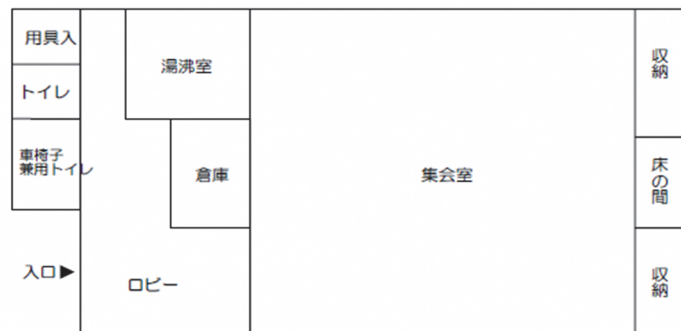 用具入
トイレ
車椅子
兼用トイレ
入口▶
湯沸室
倉庫
ロビー
集会室
収納
床の間
収納